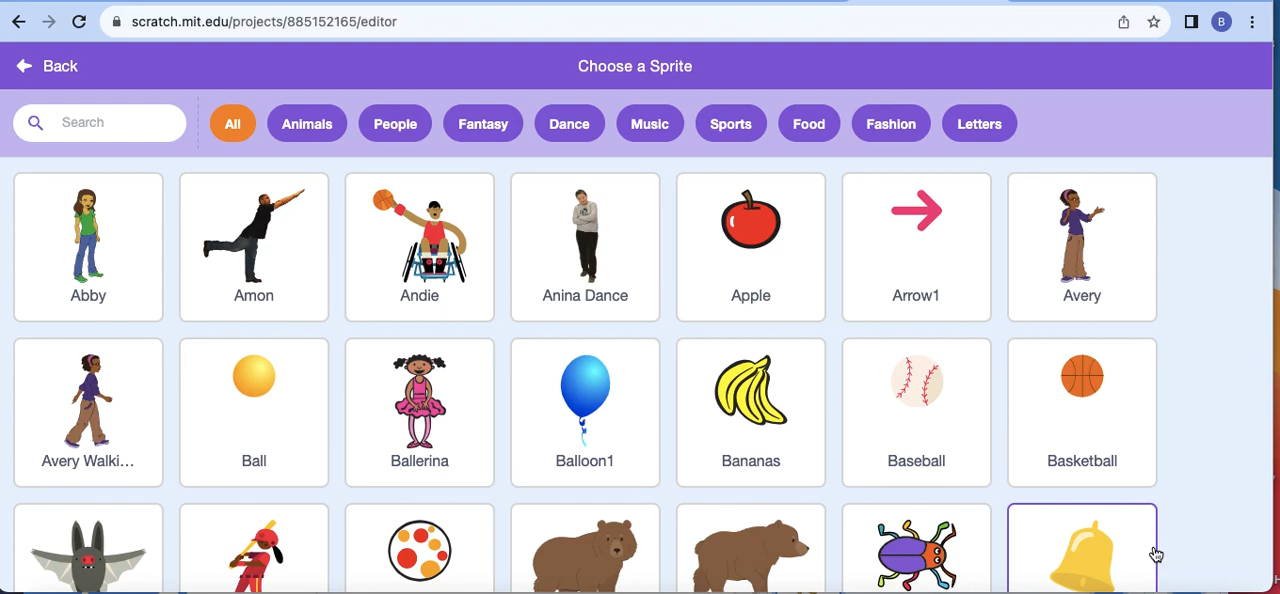 scratch.mit.edu/projects/885152165/editor
B
Back
Choose a Sprite
Search
All
Animals
People
Fantasy
Dance
Music
Sports
Food
Fashion
Letters
Abby
Amon
Andie
Anina Dance
Apple
Arrow1
Avery
Avery Walki...
Ball
Ballerina
Balloon1
Bananas
Baseball
Basketball